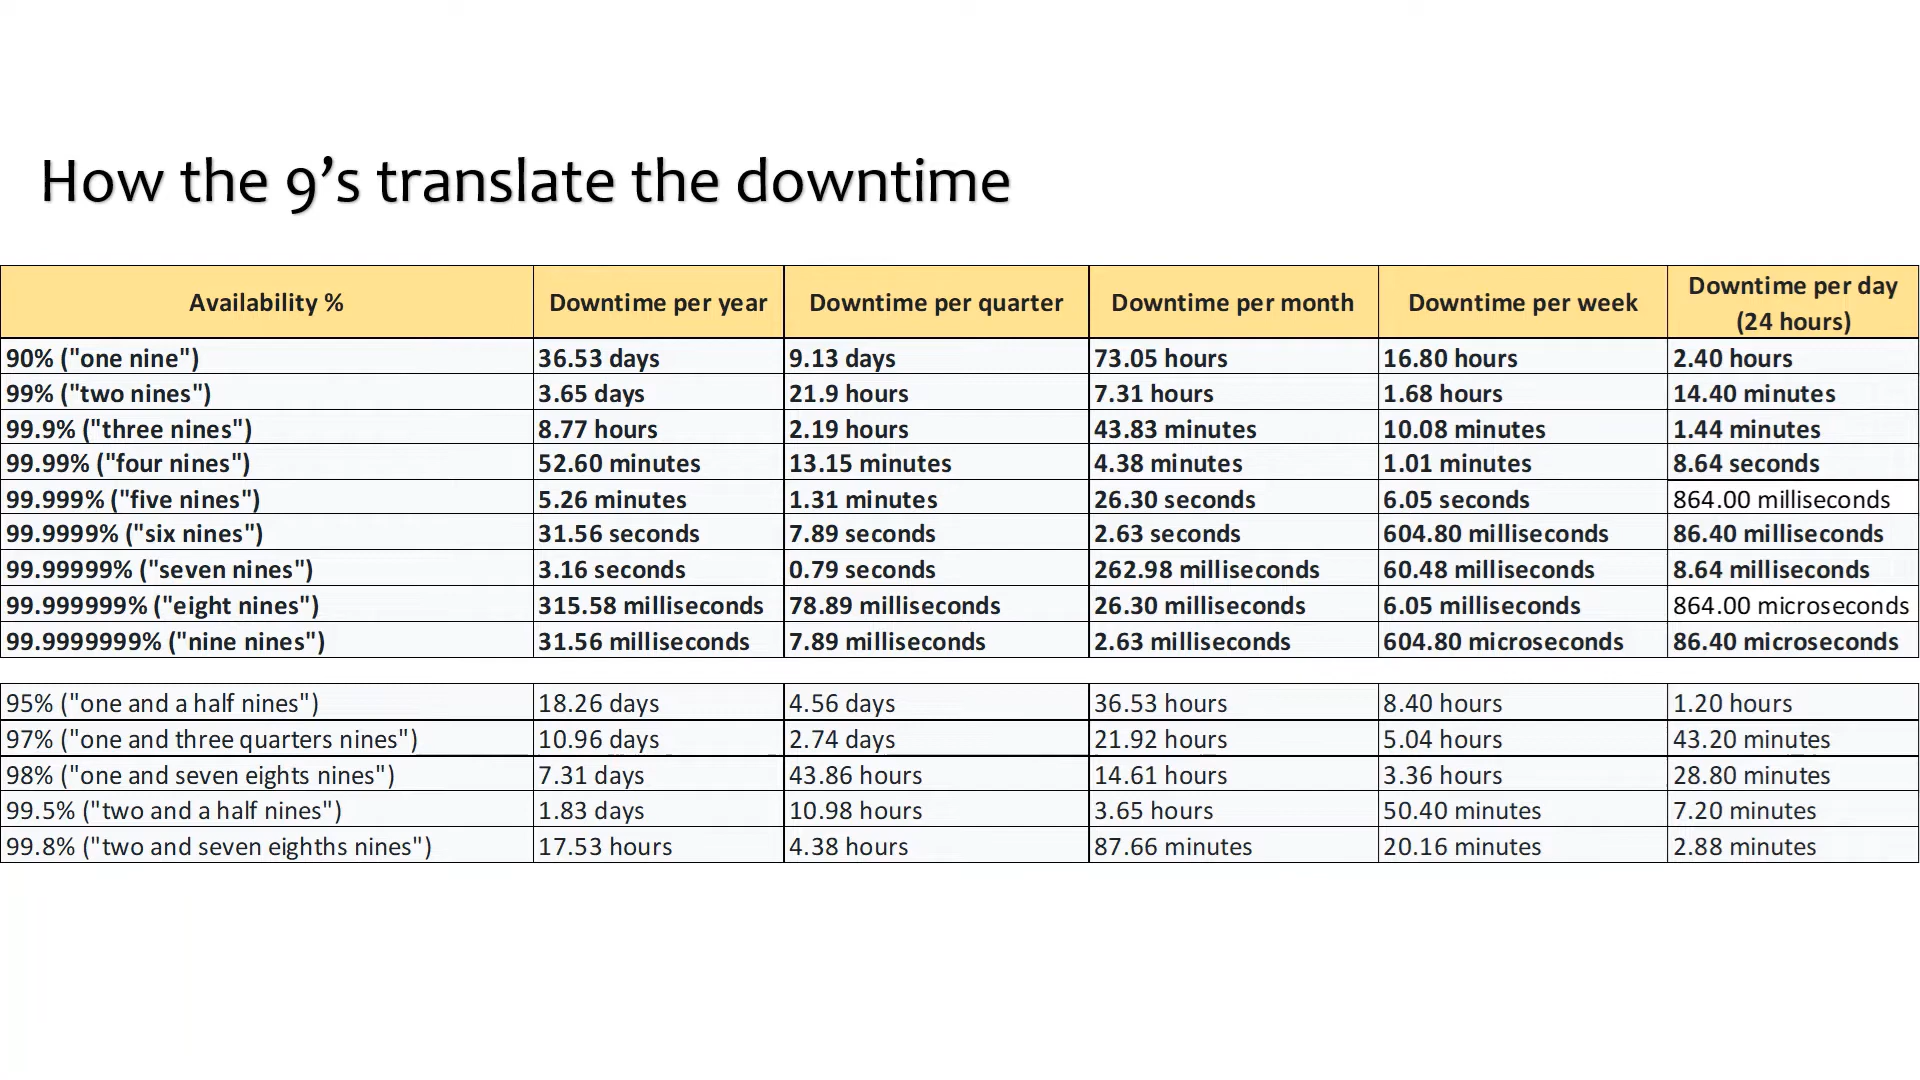 How the 9’s translate the downtime
Availability % Downtime per year Downtime per quarter Downtime per month Downtime per week Downtime per day
(24 hours)
90% ("one nine") 36.53 days 9.13 days 73.05 hours 16.80 hours 2.40 hours
99% ("two nines") 3.65 days 21.9 hours 7.31 hours 1.68 hours 14.40 minutes
99.9% ("three nines") 8.77 hours 2.19 hours 43.83 minutes 10.08 minutes 1.44 minutes
99.99% ("four nines") 52.60 minutes 13.15 minutes 4.38 minutes 1.01 minutes 8.64 seconds
99.999% ("five nines") 5.26 minutes 1.31 minutes 26.30 seconds 6.05 seconds 864.00 milliseconds
99.9999% ("six nines") 31.56 seconds 7.89 seconds 2.63 seconds 604.80 milliseconds 86.40 milliseconds
99.99999% ("seven nines") 3.16 seconds 0.79 seconds 262.98 milliseconds 60.48 milliseconds 8.64 milliseconds
99.999999% ("eight nines") 315.58 milliseconds 78.89 milliseconds 26.30 milliseconds 6.05 milliseconds 864.00 microseconds
99.9999999% ("nine nines") 31.56 milliseconds 7.89 milliseconds 2.63 milliseconds 604.80 microseconds 86.40 microseconds
95% ("one and a half nines") 18.26 days 4.56 days 36.53 hours 8.40 hours 1.20 hours
97% ("one and three quarters nines") 10.96 days 2.74 days 21.92 hours 5.04 hours 43.20 minutes
98% ("one and seven eights nines") 7.31 days 43.86 hours 14.61 hours 3.36 hours 28.80 minutes
99.5% ("two and a half nines") 1.83 days 10.98 hours 3.65 hours 50.40 minutes 7.20 minutes
99.8% ("two and seven eighths nines") 17.53 hours 4.38 hours 87.66 minutes 20.16 minutes 2.88 minutes